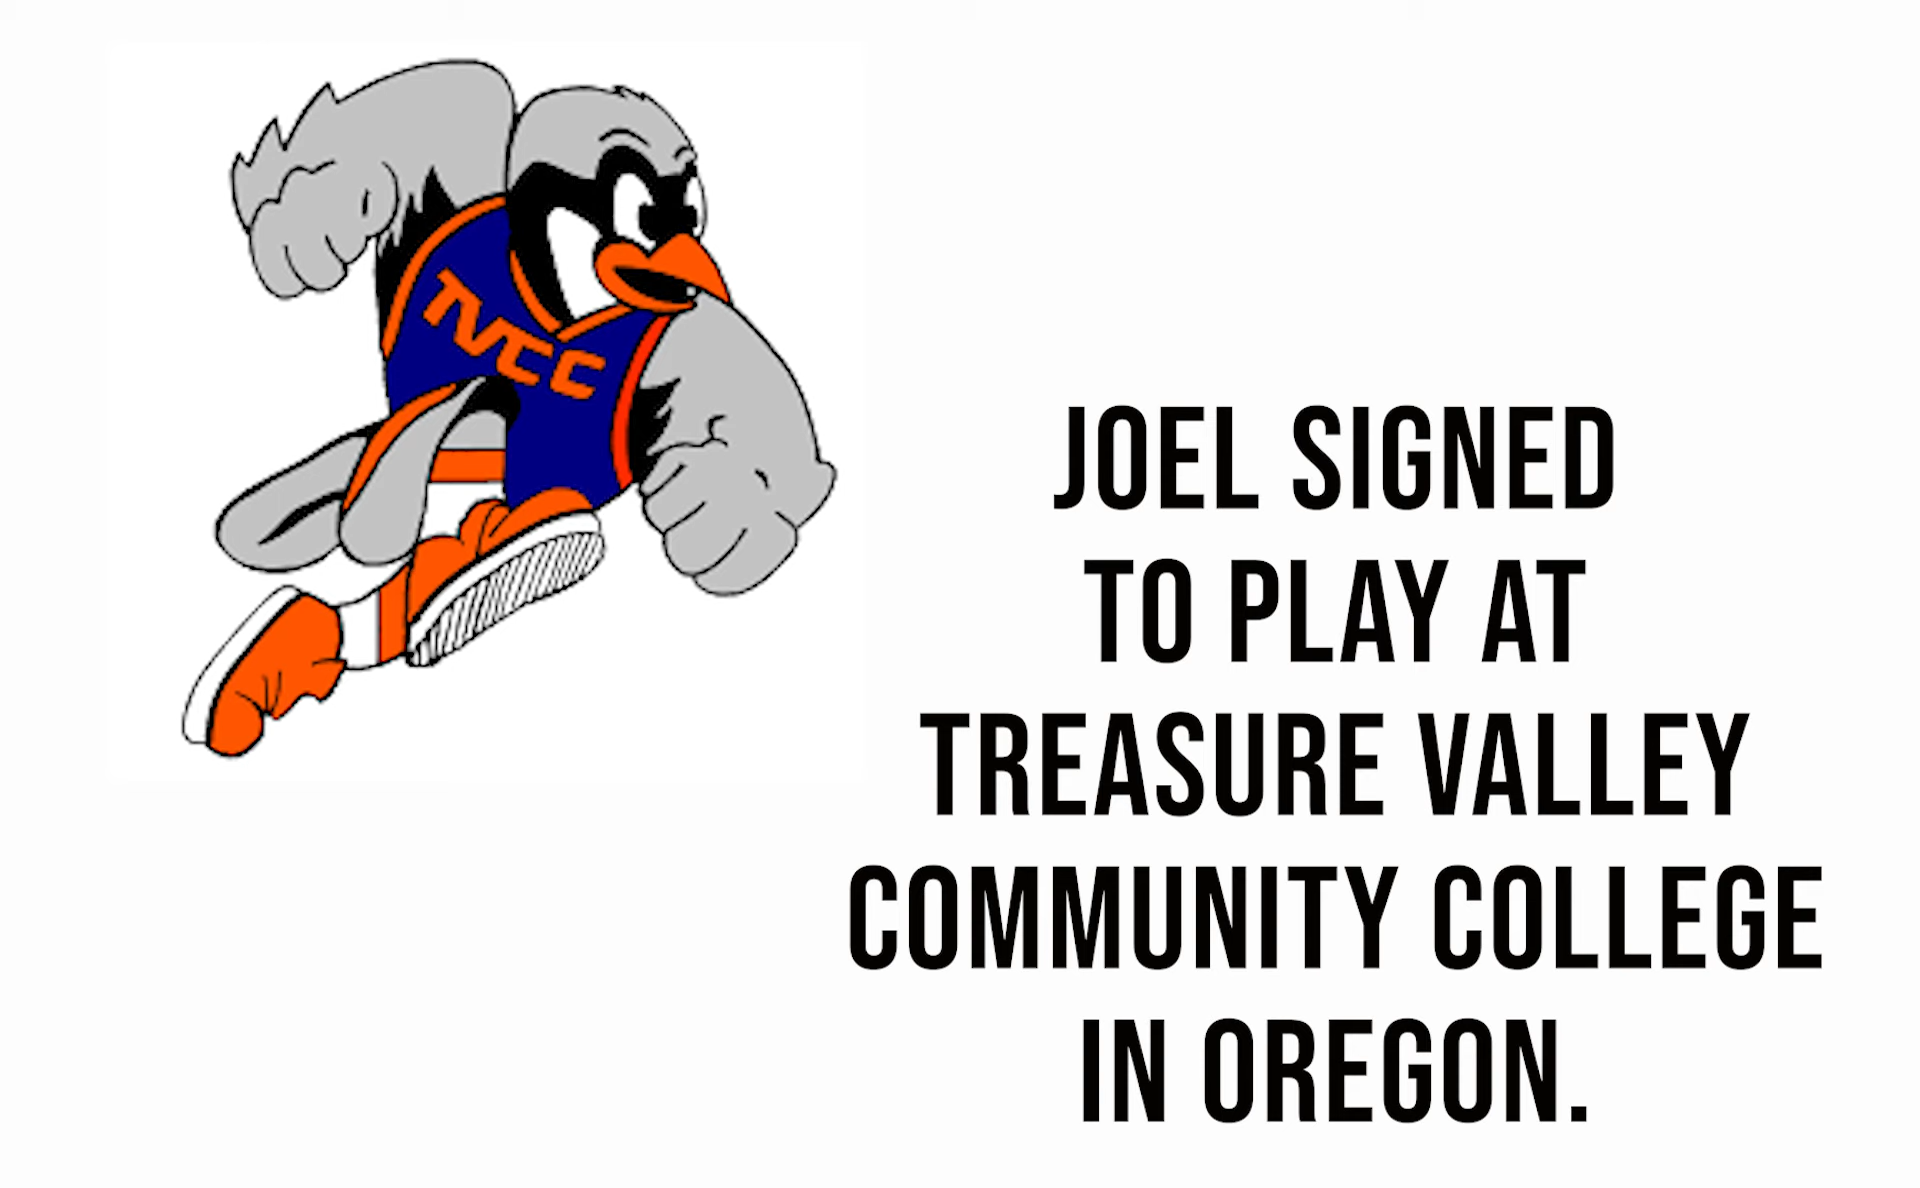 TVCC
JOEL SIGNED
TO PLAY AT
TREASURE VALLEY
COMMUNITY COLLEGE
IN OREGON.